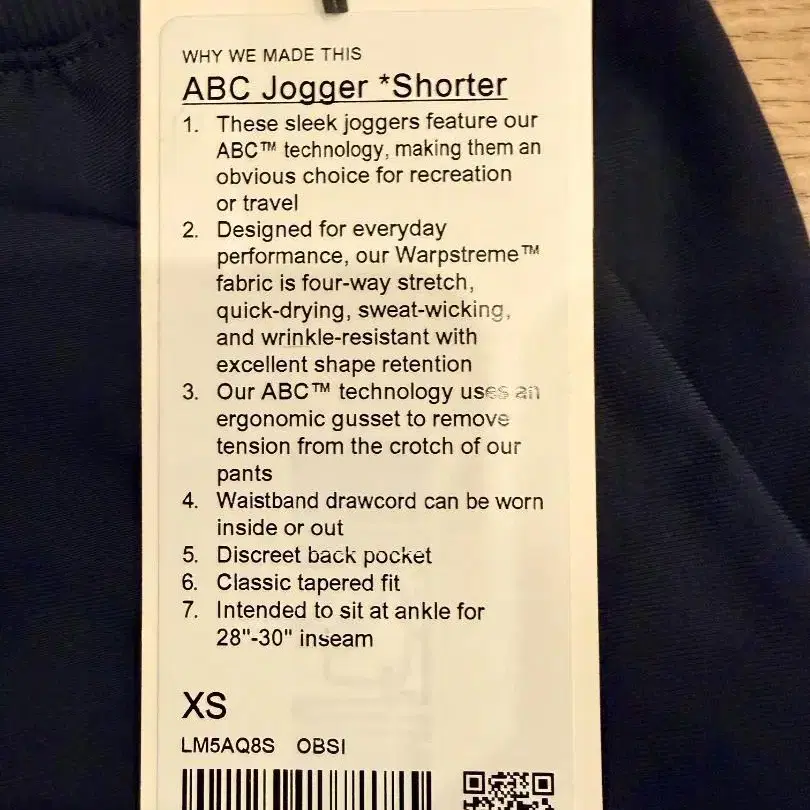 WHY WE MADE THIS
ABC Jogger *Shorter
1. These sleek joggers feature our
ABC™ technology, making them an
obvious choice for recreation
or travel
2. Designed for everyday
performance, our Warpstreme™
fabric is four-way stretch,
quick-drying, sweat-wicking,
and wrinkle-resistant with
excellent shape retention
3. Our ABC™ technology uses an
ergonomic gusset to remove
tension from the crotch of our
pants
4. Waistband drawcord can be worn
inside or out
5. Discreet back pocket
6. Classic tapered fit
7. Intended to sit at ankle for
28"-30" inseam
XS
LM5AQ8S OBSI